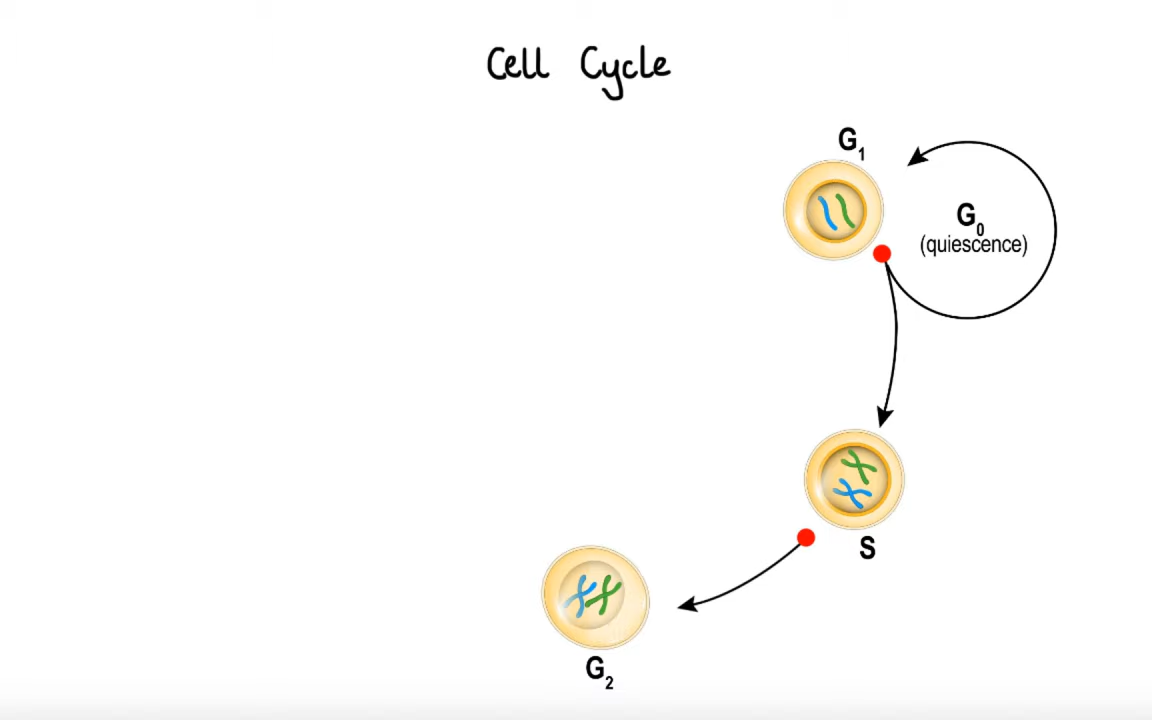 Cell Cycle
G₁
G₀
(quiescence)
S
G₂